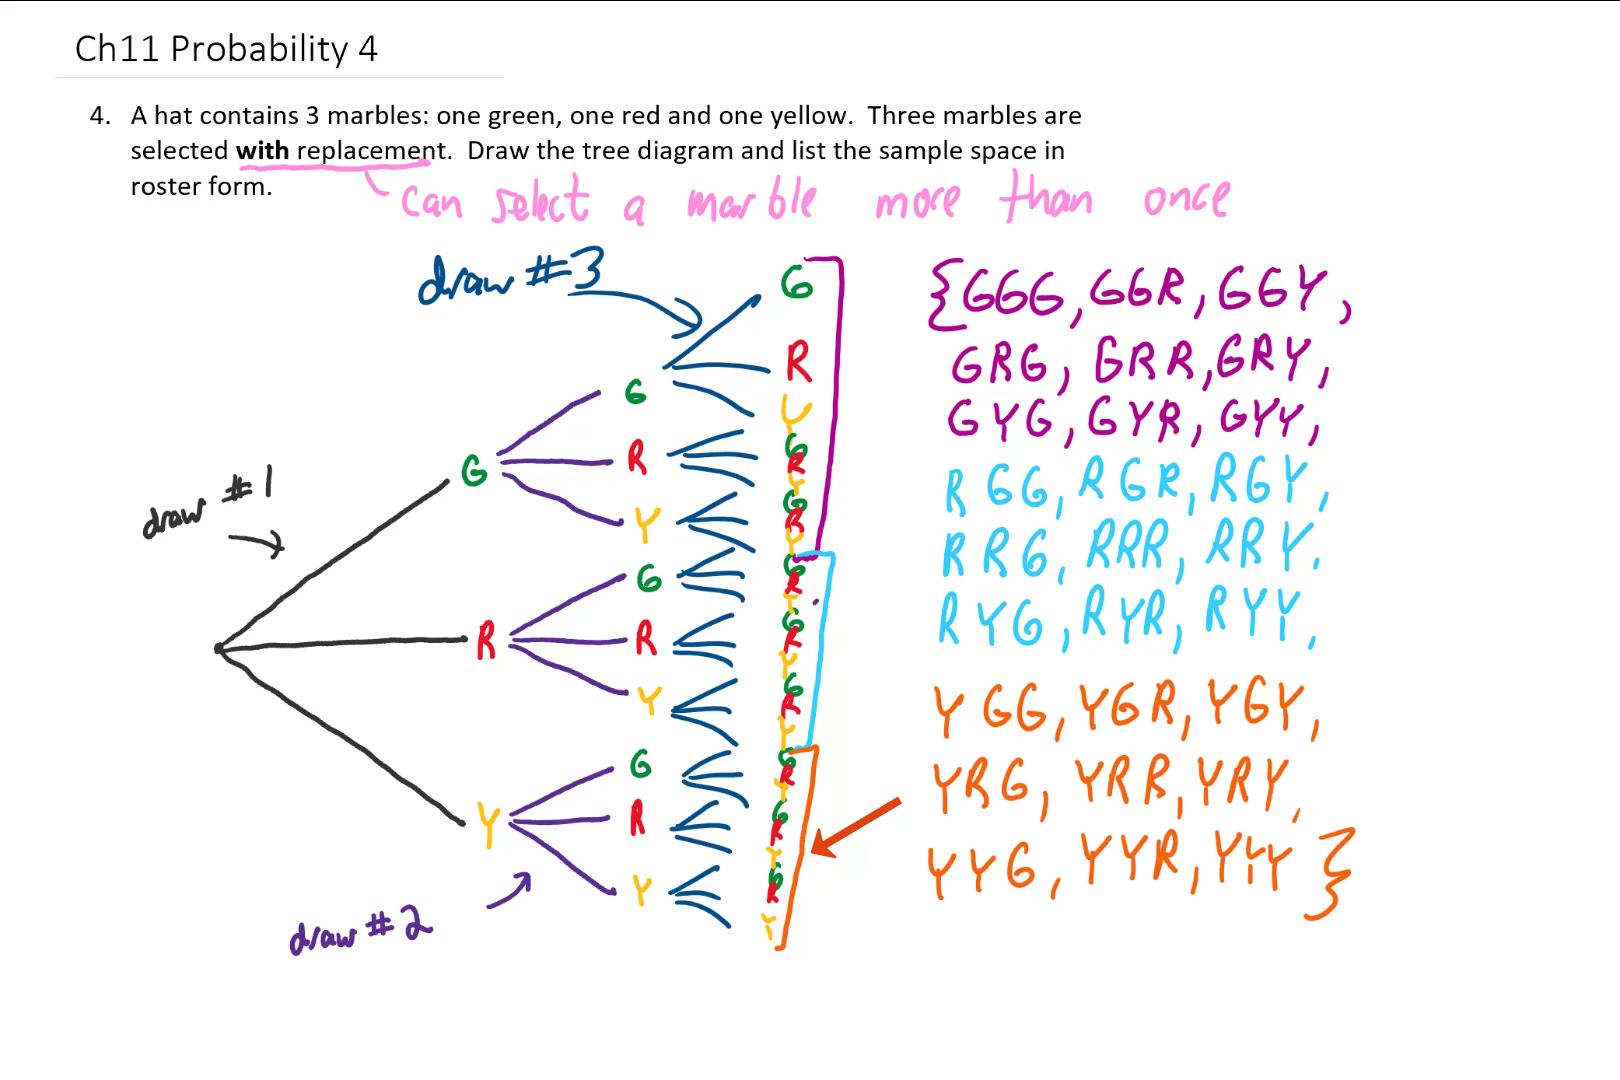 Ch11 Probability 4
4. A hat contains 3 marbles: one green, one red and one yellow. Three marbles are
selected with replacement. Draw the tree diagram and list the sample space in
roster form.
can select a marble more than once
draw #3
draw #1
draw #2
G
R
Y
G
R
Y
G
R
Y
G
R
Y
G
R
Y
G
R
Y
G
R
Y
G
R
Y
G
R
Y
G
R
Y
G
R
Y
G
R
Y
G
R
Y
{GGG, GGR, GGY,
GRG, GRR, GRY,
GYG, GYR, GYY,
RGG, RGR, RGY,
RRG, RRR, RRY.
RYG, RYR, RYY,
YGG, YGR, YGY,
YRG, YRR, YRY,
YYG, YYR, YYY}